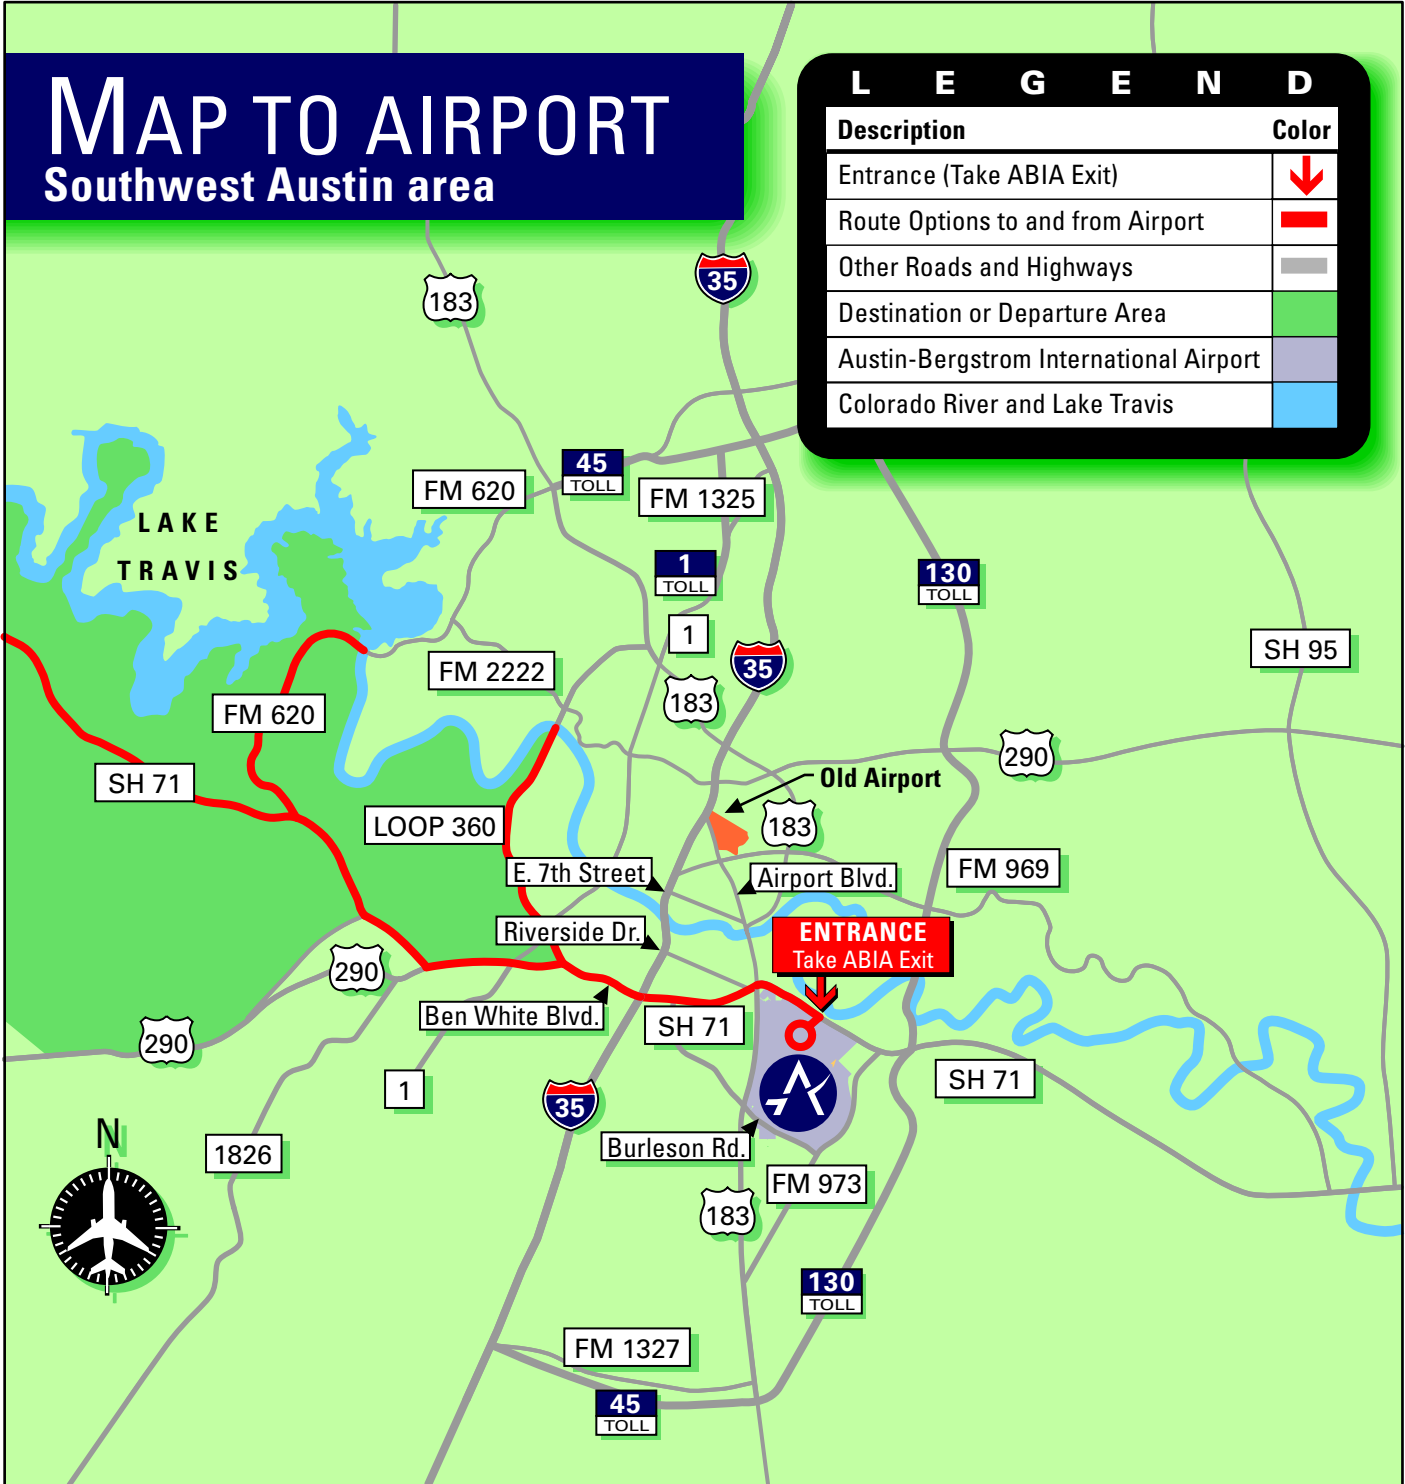 MAP TO AIRPORT
Southwest Austin area
LEGEND
Description Color
Entrance (Take ABIA Exit)
Route Options to and from Airport
Other Roads and Highways
Destination or Departure Area
Austin-Bergstrom International Airport
Colorado River and Lake Travis
35
183
45
TOLL
FM 620
FM 1325
LAKE
TRAVIS
1
TOLL
130
TOLL
1
SH 95
35
FM 2222
183
FM 620
290
SH 71
Old Airport
LOOP 360
183
E. 7th Street
Airport Blvd.
FM 969
Riverside Dr.
ENTRANCE
Take ABIA Exit
290
Ben White Blvd.
SH 71
290
1
SH 71
35
N
1826
Burleson Rd.
FM 973
183
130
TOLL
FM 1327
45
TOLL